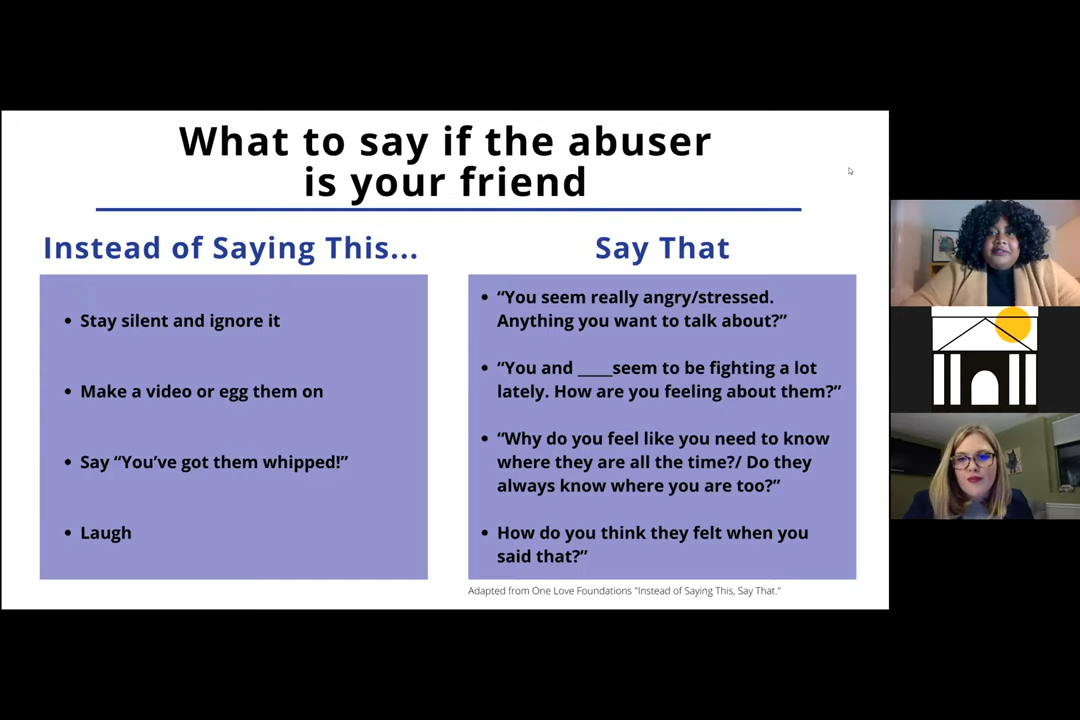 What to say if the abuser
is your friend
Instead of Saying This...
• Stay silent and ignore it
• Make a video or egg them on
• Say “You’ve got them whipped!”
• Laugh
Say That
• “You seem really angry/stressed.
Anything you want to talk about?”
• “You and ____seem to be fighting a lot
lately. How are you feeling about them?”
• “Why do you feel like you need to know
where they are all the time?/ Do they
always know where you are too?”
• How do you think they felt when you
said that?”
Adapted from One Love Foundations "Instead of Saying This, Say That."